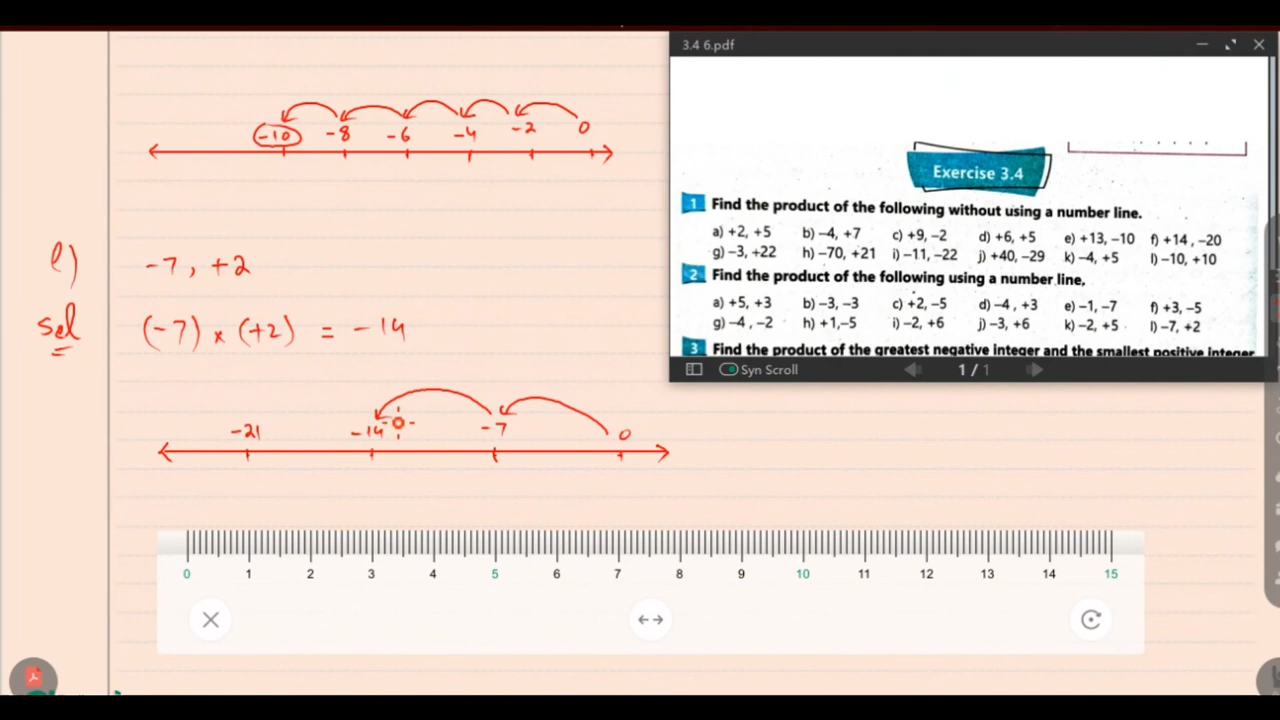 -10 -8 -6 -4 -2 0
l) -7, +2
sol (-7) × (+2) = -14
-21 -14 -7 0
0 1 2 3 4 5 6 7 8 9 10 11 12 13 14 15
3.4 6.pdf
Exercise 3.4
1 Find the product of the following without using a number line.
a) +2, +5 b) -4, +7 c) +9, -2 d) +6, +5 e) +13, -10 f) +14, -20
g) -3, +22 h) -70, +21 i) -11, -22 j) +40, -29 k) -4, +5 l) -10, +10
2 Find the product of the following using a number line,
a) +5, +3 b) -3, -3 c) +2, -5 d) -4, +3 e) -1, -7 f) +3, -5
g) -4, -2 h) +1,-5 i) -2, +6 j) -3, +6 k) -2, +5 l) -7, +2
3 Find the product of the greatest negative integer and the smallest positive integer
Syn Scroll 1 / 1